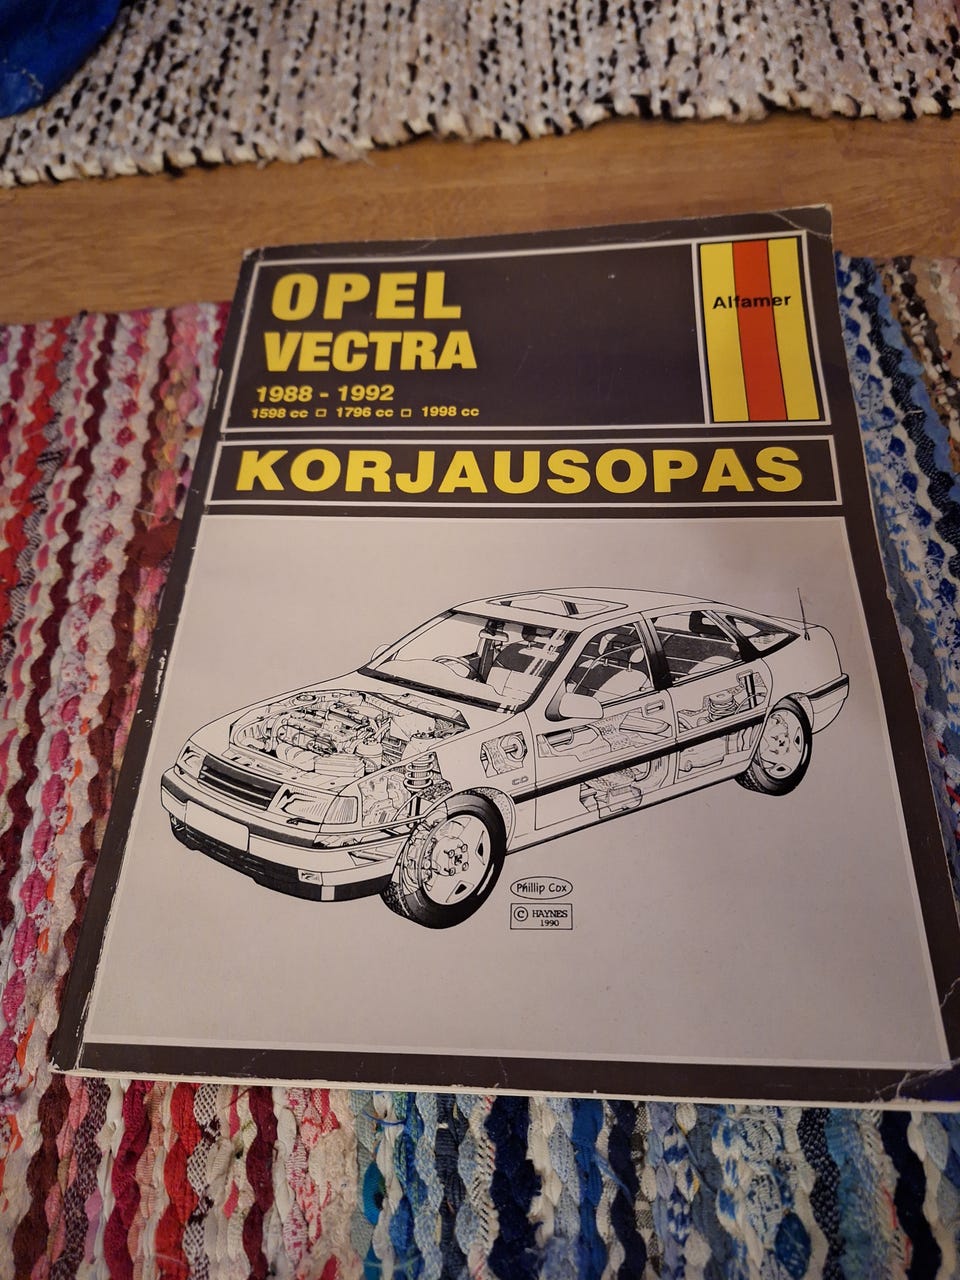 OPEL
VECTRA
1988 - 1992
1598 cc □ 1796 cc □ 1998 cc
Alfamer
KORJAUSOPAS
Phillip Cox
© HAYNES
1990